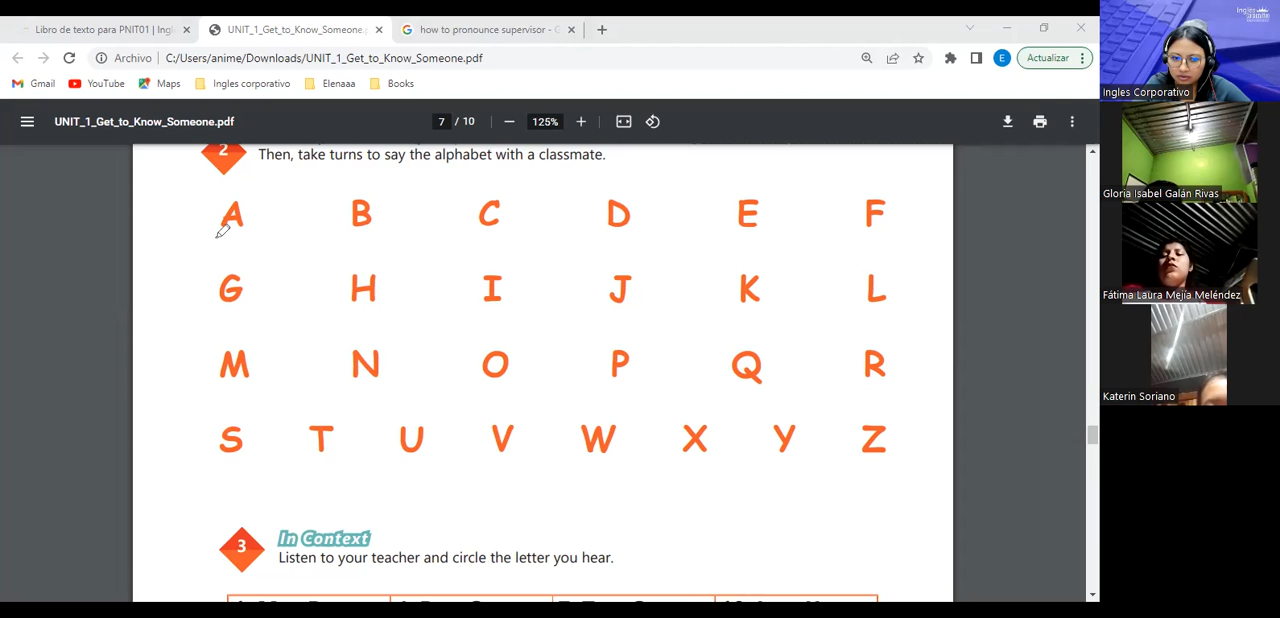 Libro de texto para PNIT01 | Ingl
UNIT_1_Get_to_Know_Someone.p
how to pronounce supervisor - G
Archivo
C:/Users/anime/Downloads/UNIT_1_Get_to_Know_Someone.pdf
E
Actualizar
Gmail
YouTube
Maps
Ingles corporativo
Elenaaa
Books
UNIT_1_Get_to_Know_Someone.pdf
7 / 10
125%
2
Then, take turns to say the alphabet with a classmate.
A B C D E F
G H I J K L
M N O P Q R
S T U V W X Y Z
3
In Context
Listen to your teacher and circle the letter you hear.
Ingles Corporativo
Gloria Isabel Galán Rivas
Fátima Laura Mejía Meléndez
Katerin Soriano